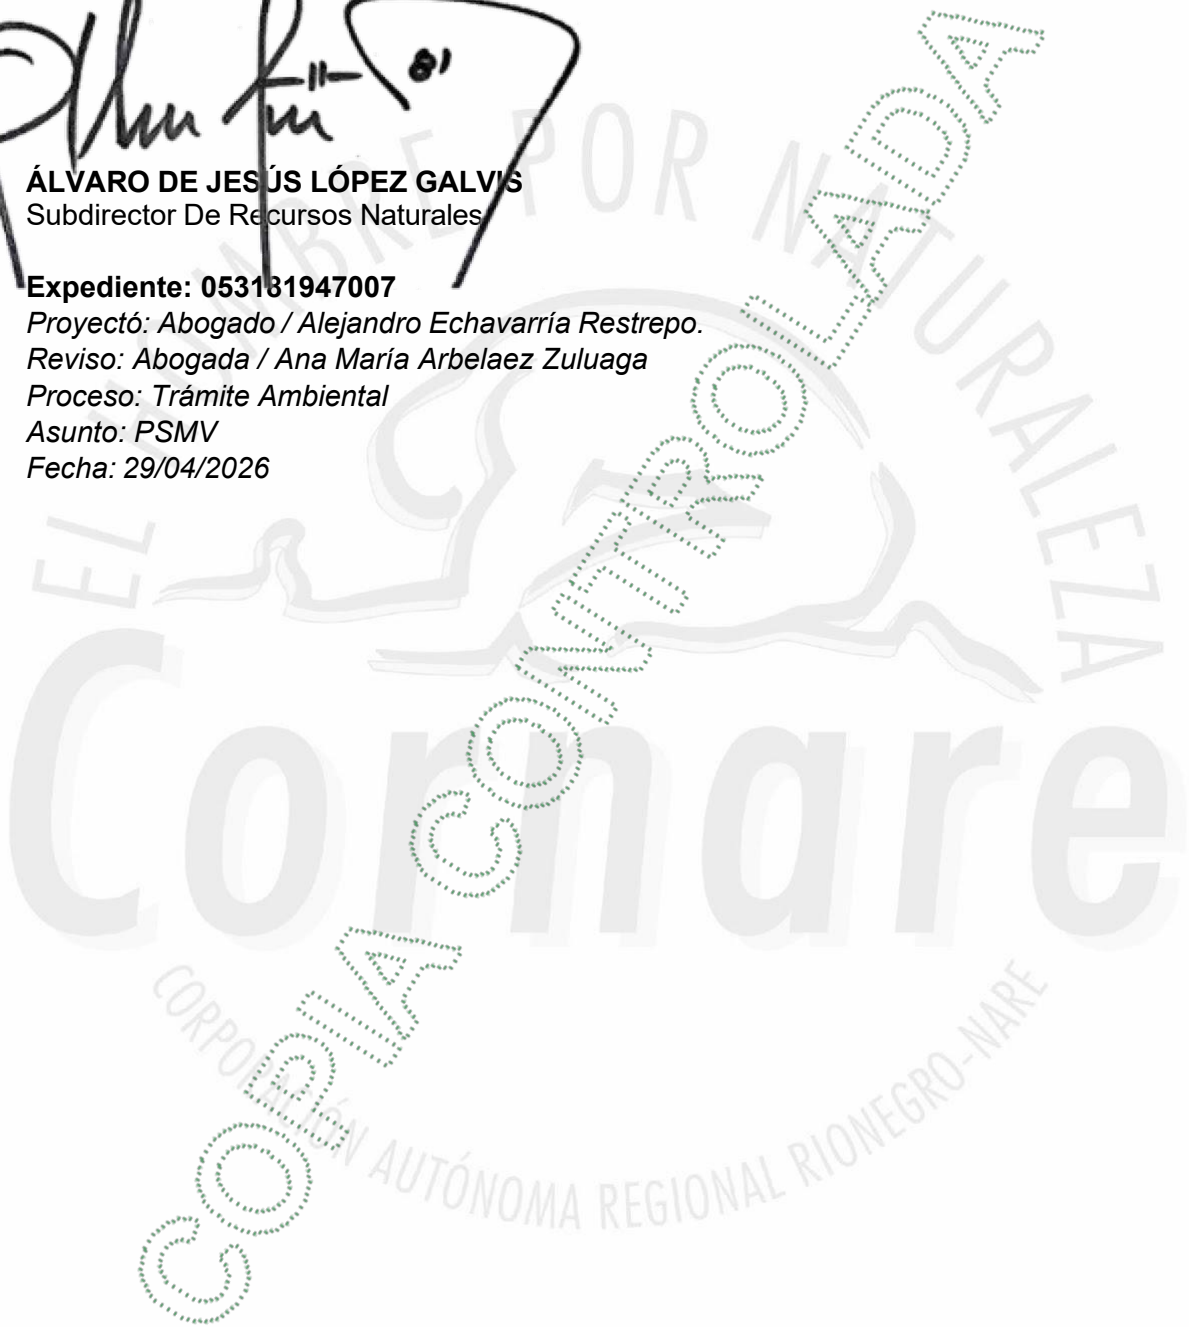 ÁLVARO DE JESÚS LÓPEZ GALVIS
Subdirector De Recursos Naturales
Expediente: 053181947007
Proyectó: Abogado / Alejandro Echavarría Restrepo.
Reviso: Abogada / Ana María Arbelaez Zuluaga
Proceso: Trámite Ambiental
Asunto: PSMV
Fecha: 29/04/2026
EL HOMBRE POR NATURALEZA
Cornare
CORPORACIÓN AUTÓNOMA REGIONAL RIONEGRO-NARE
COPIA CONTROLADA